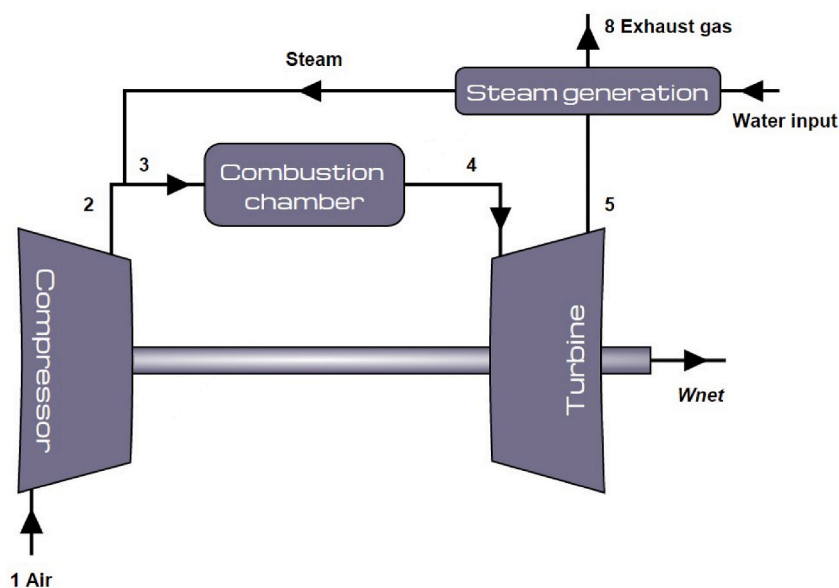 8 Exhaust gas
Steam
Steam generation
Water input
3
Combustion
chamber
4
2
5
Compressor
Turbine
Wnet
1 Air